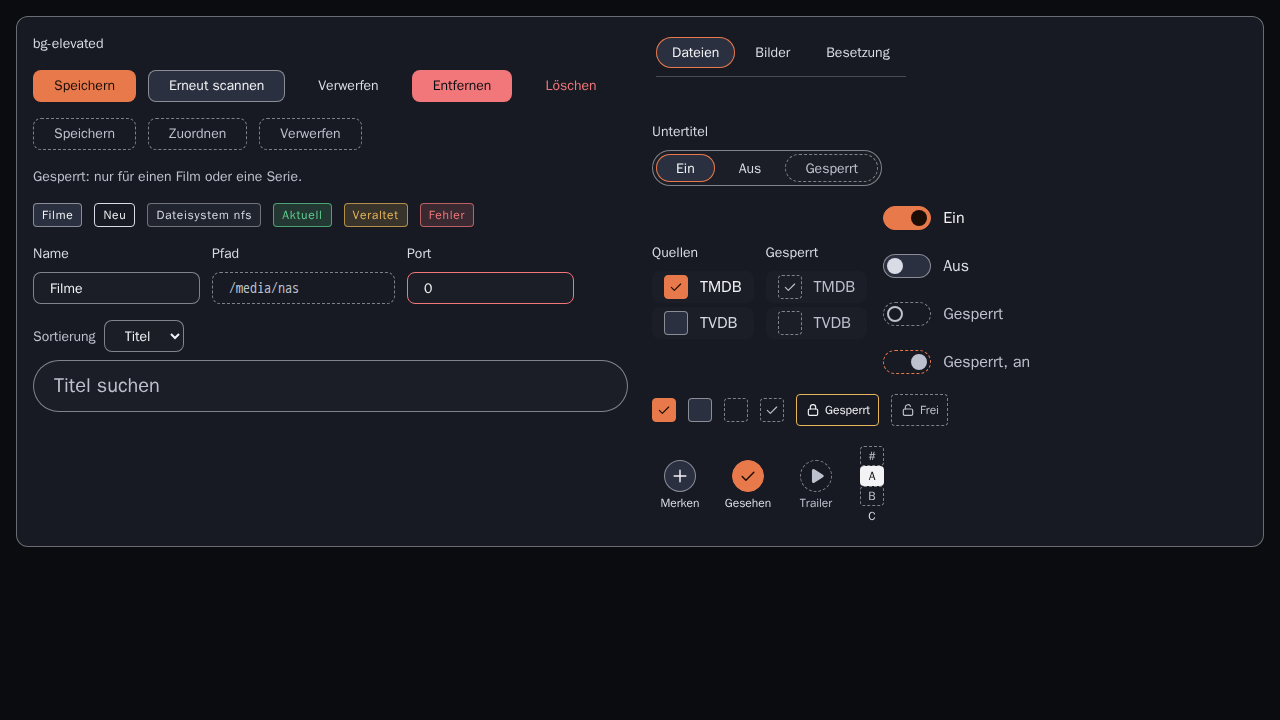 bg-elevated
Speichern Erneut scannen Verwerfen Entfernen Löschen
Speichern Zuordnen Verwerfen
Gesperrt: nur für einen Film oder eine Serie.
Filme Neu Dateisystem nfs Aktuell Veraltet Fehler
Name Pfad Port
Filme /media/nas 0
Sortierung Titel
Titel suchen
Dateien Bilder Besetzung
Untertitel
Ein Aus Gesperrt
Ein
Quellen Gesperrt
Aus
TMDB TMDB
Gesperrt
TVDB TVDB
Gesperrt, an
Gesperrt Frei
Merken Gesehen Trailer
#
A
B
C